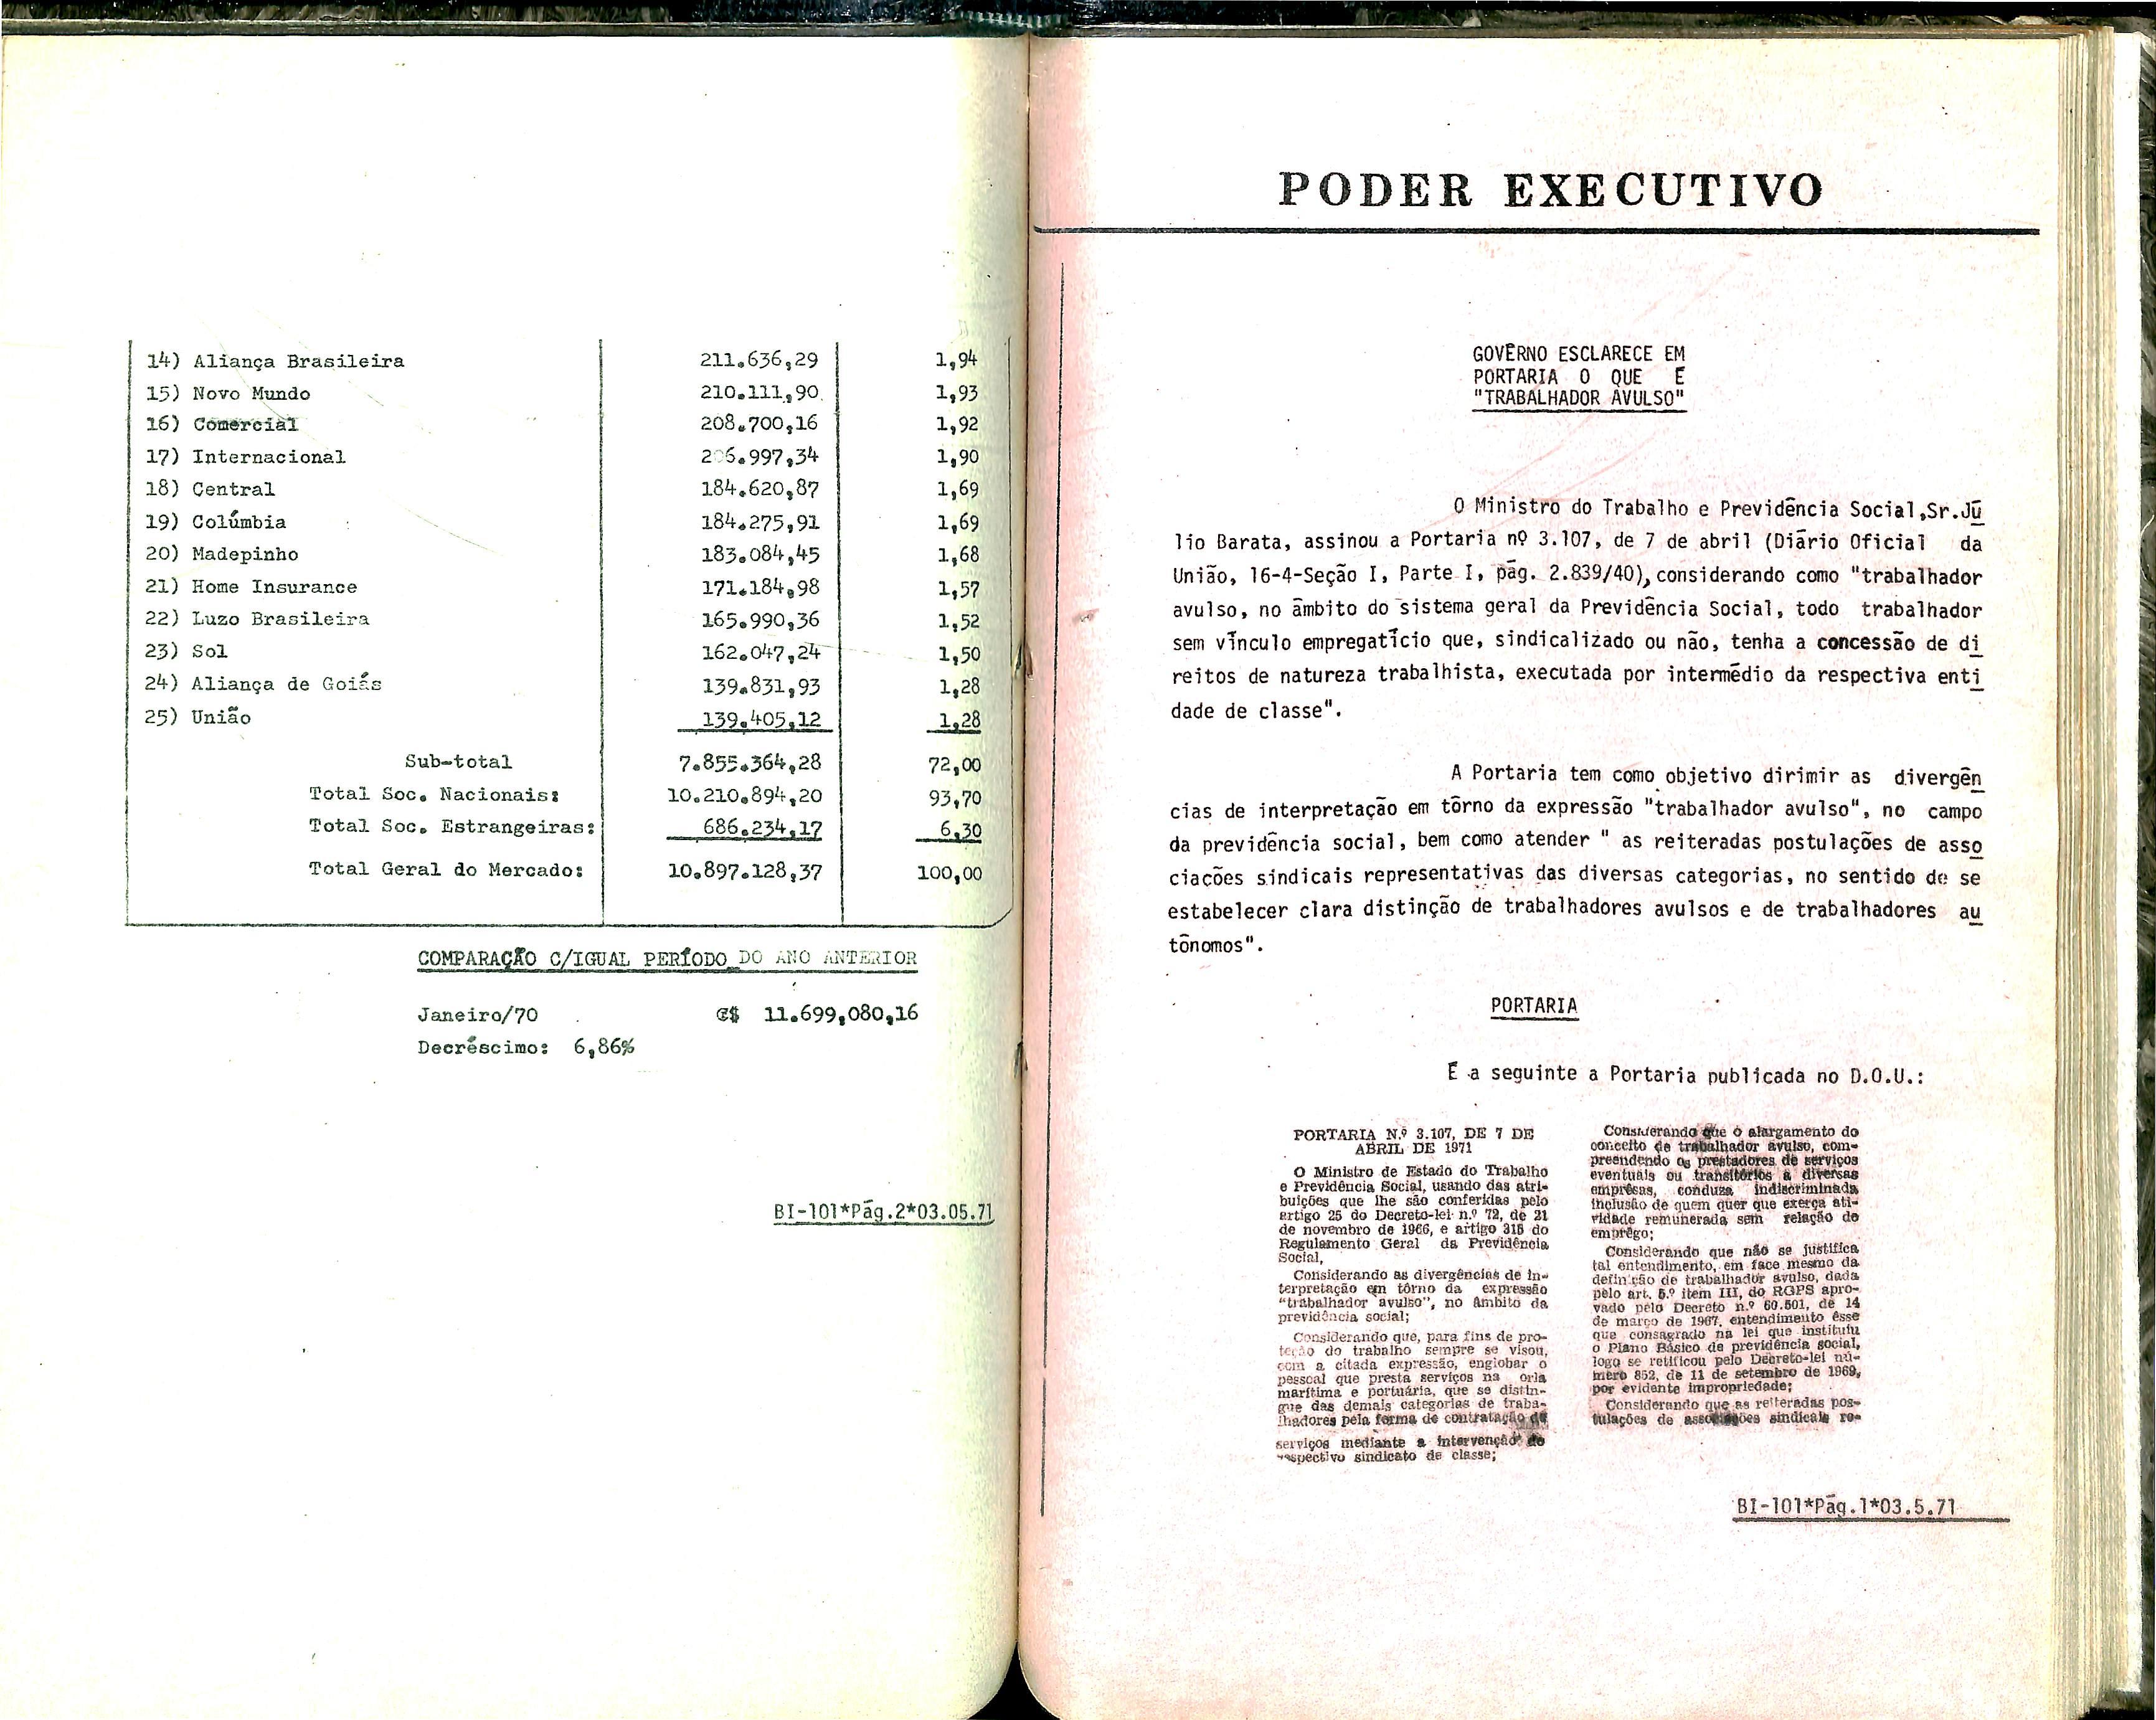 14) Aliança Brasileira 211.636,29 1,94
15) Novo Mundo 210.111,90 1,93
16) Comercial 208.700,16 1,92
17) Internacional 1,90
18) Central 184.620,87 1,69
19) Colúmbia 184.275,91 1,69
20) Madepinho 183.084,45 1,68
21) Home Insurance 171.184,98 1,57
22) Luzo Brasileira 165.990,36 1,52
23) Sol 162.047,24 1,50
24) Aliança de Goiás 139.831,93 1,28
25) União 139.405,12 1,28
Sub-total 7.855.364,28 72,00
Total Soc. Nacionais: 10.210.894,20 93,70
Total Soc. Estrangeiras: 686.234,17 6,30
Total Geral do Mercado: 10.897.128,37 100,00
COMPARAÇÃO C/IGUAL PERÍODO DO ANO ANTERIOR
Janeiro/70 ₢$ 11.699,080,16
Decréscimo: 6,86%
BI-101*Pág.2*03.05.71
PODER EXECUTIVO
GOVÊRNO ESCLARECE EM
PORTARIA O QUE É
"TRABALHADOR AVULSO"
O Ministro do Trabalho e Previdência Social,Sr.Jú
lio Barata, assinou a Portaria nº 3.107, de 7 de abril (Diário Oficial da
União, 16-4-Seção I, Parte I, pág. 2.839/40), considerando como "trabalhador
avulso, no âmbito do sistema geral da Previdência Social, todo trabalhador
sem vínculo empregatício que, sindicalizado ou não, tenha a concessão de di
reitos de natureza trabalhista, executada por intermédio da respectiva enti
dade de classe".
A Portaria tem como objetivo dirimir as divergên
cias de interpretação em tôrno da expressão "trabalhador avulso", no campo
da previdência social, bem como atender " as reiteradas postulações de asso
ciações sindicais representativas das diversas categorias, no sentido de se
estabelecer clara distinção de trabalhadores avulsos e de trabalhadores au
tônomos".
PORTARIA
É a seguinte a Portaria publicada no D.O.U.:
PORTARIA N.º 3.107, DE 7 DE
ABRIL DE 1971
O Ministro de Estado do Trabalho
e Previdência Social, usando das atri-
buições que lhe são conferidas pelo
artigo 25 do Decreto-lei n.º 72, de 21
de novembro de 1966, e artigo 318 do
Regulamento Geral da Previdência
Social,
Considerando as divergências de in-
terpretação em tôrno da expressão
"trabalhador avulso", no âmbito da
previdência social;
Considerando que, para fins de pro-
teção do trabalho sempre se visou,
com a citada expressão, englobar o
pessoal que presta serviços na orla
marítima e portuária, que se distin-
gue das demais categorias de traba-
lhadores pela forma de contratação de
serviços mediante a intervenção do
respectivo sindicato de classe;
Considerando que o alargamento do
conceito de trabalhador avulso, com-
preendendo os prestadores de serviços
eventuais ou transitórios a diversas
emprêsas, conduza indiscriminada
inclusão de quem quer que exerça ati-
vidade remunerada sem relação de
emprêgo;
Considerando que não se justifica
tal entendimento, em face mesmo da
definição de trabalhador avulso, dada
pelo art. 5.º item III, do RGPS apro-
vado pelo Decreto n.º 60.501, de 14
de março de 1967, entendimento êsse
que consagrado na lei que instituiu
o Plano Básico de previdência social,
logo se retificou pelo Decreto-lei nú-
mero 852, de 11 de setembro de 1969,
por evidente impropriedade;
Considerando que as reiteradas pos-
tulações de associações sindicais re-
BI-101*Pág.1*03.5.71